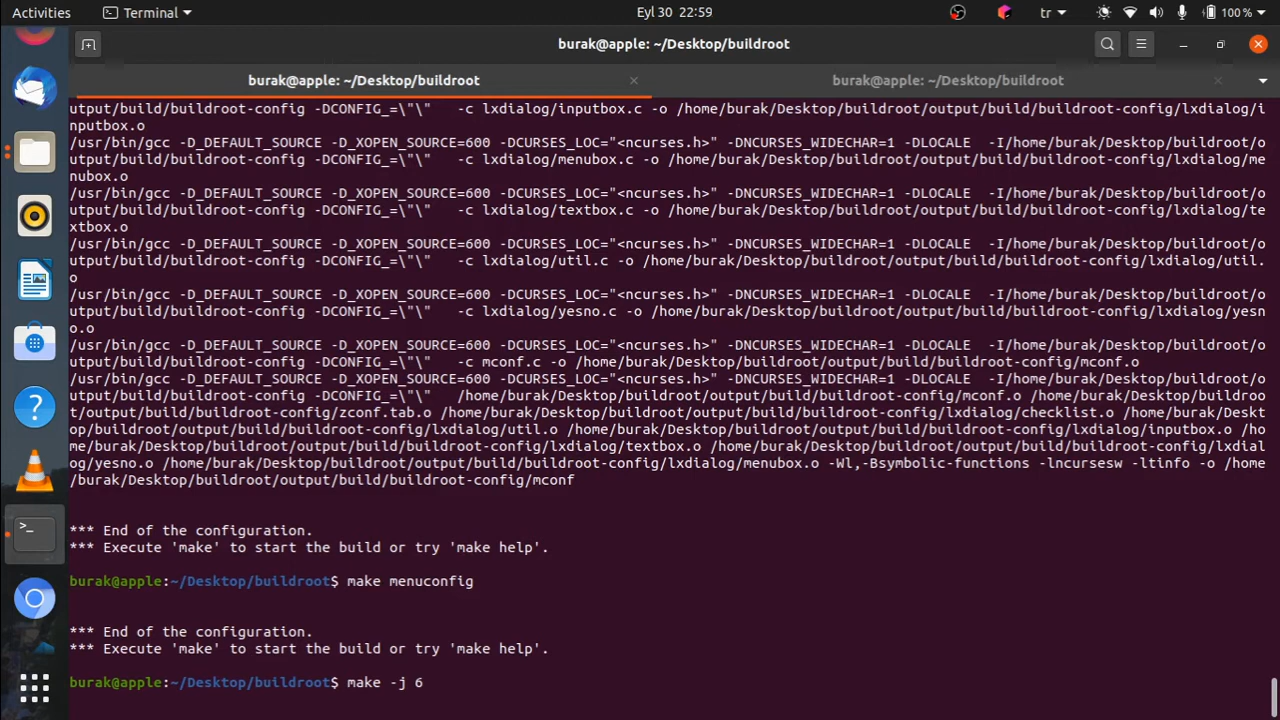 Activities
Terminal
Eyl 30 22:59
tr
100 %
burak@apple: ~/Desktop/buildroot
burak@apple: ~/Desktop/buildroot
burak@apple: ~/Desktop/buildroot
utput/build/buildroot-config -DCONFIG_=\"\"   -c lxdialog/inputbox.c -o /home/burak/Desktop/buildroot/output/build/buildroot-config/lxdialog/i
nputbox.o
/usr/bin/gcc -D_DEFAULT_SOURCE -D_XOPEN_SOURCE=600 -DCURSES_LOC="<ncurses.h>" -DNCURSES_WIDECHAR=1 -DLOCALE  -I/home/burak/Desktop/buildroot/o
utput/build/buildroot-config -DCONFIG_=\"\"   -c lxdialog/menubox.c -o /home/burak/Desktop/buildroot/output/build/buildroot-config/lxdialog/me
nubox.o
/usr/bin/gcc -D_DEFAULT_SOURCE -D_XOPEN_SOURCE=600 -DCURSES_LOC="<ncurses.h>" -DNCURSES_WIDECHAR=1 -DLOCALE  -I/home/burak/Desktop/buildroot/o
utput/build/buildroot-config -DCONFIG_=\"\"   -c lxdialog/textbox.c -o /home/burak/Desktop/buildroot/output/build/buildroot-config/lxdialog/te
xtbox.o
/usr/bin/gcc -D_DEFAULT_SOURCE -D_XOPEN_SOURCE=600 -DCURSES_LOC="<ncurses.h>" -DNCURSES_WIDECHAR=1 -DLOCALE  -I/home/burak/Desktop/buildroot/o
utput/build/buildroot-config -DCONFIG_=\"\"   -c lxdialog/util.c -o /home/burak/Desktop/buildroot/output/build/buildroot-config/lxdialog/util.
o
/usr/bin/gcc -D_DEFAULT_SOURCE -D_XOPEN_SOURCE=600 -DCURSES_LOC="<ncurses.h>" -DNCURSES_WIDECHAR=1 -DLOCALE  -I/home/burak/Desktop/buildroot/o
utput/build/buildroot-config -DCONFIG_=\"\"   -c lxdialog/yesno.c -o /home/burak/Desktop/buildroot/output/build/buildroot-config/lxdialog/yesn
o.o
/usr/bin/gcc -D_DEFAULT_SOURCE -D_XOPEN_SOURCE=600 -DCURSES_LOC="<ncurses.h>" -DNCURSES_WIDECHAR=1 -DLOCALE  -I/home/burak/Desktop/buildroot/o
utput/build/buildroot-config -DCONFIG_=\"\"   -c mconf.c -o /home/burak/Desktop/buildroot/output/build/buildroot-config/mconf.o
/usr/bin/gcc -D_DEFAULT_SOURCE -D_XOPEN_SOURCE=600 -DCURSES_LOC="<ncurses.h>" -DNCURSES_WIDECHAR=1 -DLOCALE  -I/home/burak/Desktop/buildroot/o
utput/build/buildroot-config -DCONFIG_=\"\"   /home/burak/Desktop/buildroot/output/build/buildroot-config/mconf.o /home/burak/Desktop/buildroo
t/output/build/buildroot-config/zconf.tab.o /home/burak/Desktop/buildroot/output/build/buildroot-config/lxdialog/checklist.o /home/burak/Deskt
op/buildroot/output/build/buildroot-config/lxdialog/util.o /home/burak/Desktop/buildroot/output/build/buildroot-config/lxdialog/inputbox.o /ho
me/burak/Desktop/buildroot/output/build/buildroot-config/lxdialog/textbox.o /home/burak/Desktop/buildroot/output/build/buildroot-config/lxdial
og/yesno.o /home/burak/Desktop/buildroot/output/build/buildroot-config/lxdialog/menubox.o -Wl,-Bsymbolic-functions -lncursesw -ltinfo -o /home
/burak/Desktop/buildroot/output/build/buildroot-config/mconf
*** End of the configuration.
*** Execute 'make' to start the build or try 'make help'.
burak@apple:~/Desktop/buildroot$ make menuconfig
*** End of the configuration.
*** Execute 'make' to start the build or try 'make help'.
burak@apple:~/Desktop/buildroot$ make -j 6